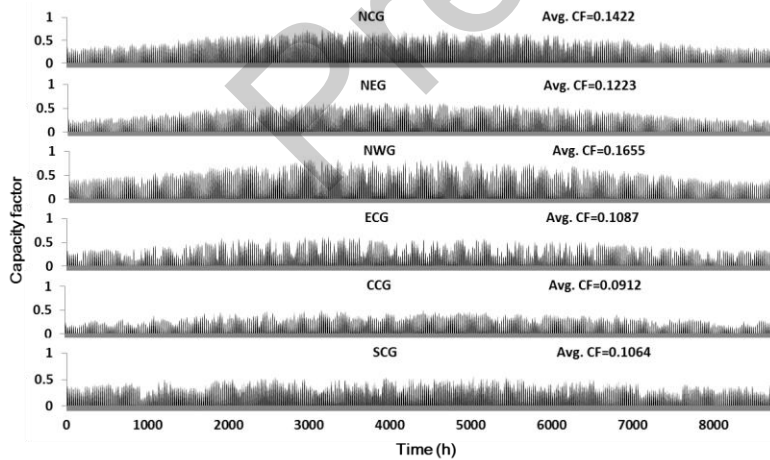 NCG Avg. CF=0.1422
1
0.5
0
NEG Avg. CF=0.1223
1
0.5
0
NWG Avg. CF=0.1655
1
0.5
0
ECG Avg. CF=0.1087
1
0.5
0
CCG Avg. CF=0.0912
1
0.5
0
SCG Avg. CF=0.1064
1
0.5
0
Capacity factor
0 1000 2000 3000 4000 5000 6000 7000 8000
Time (h)
Pre